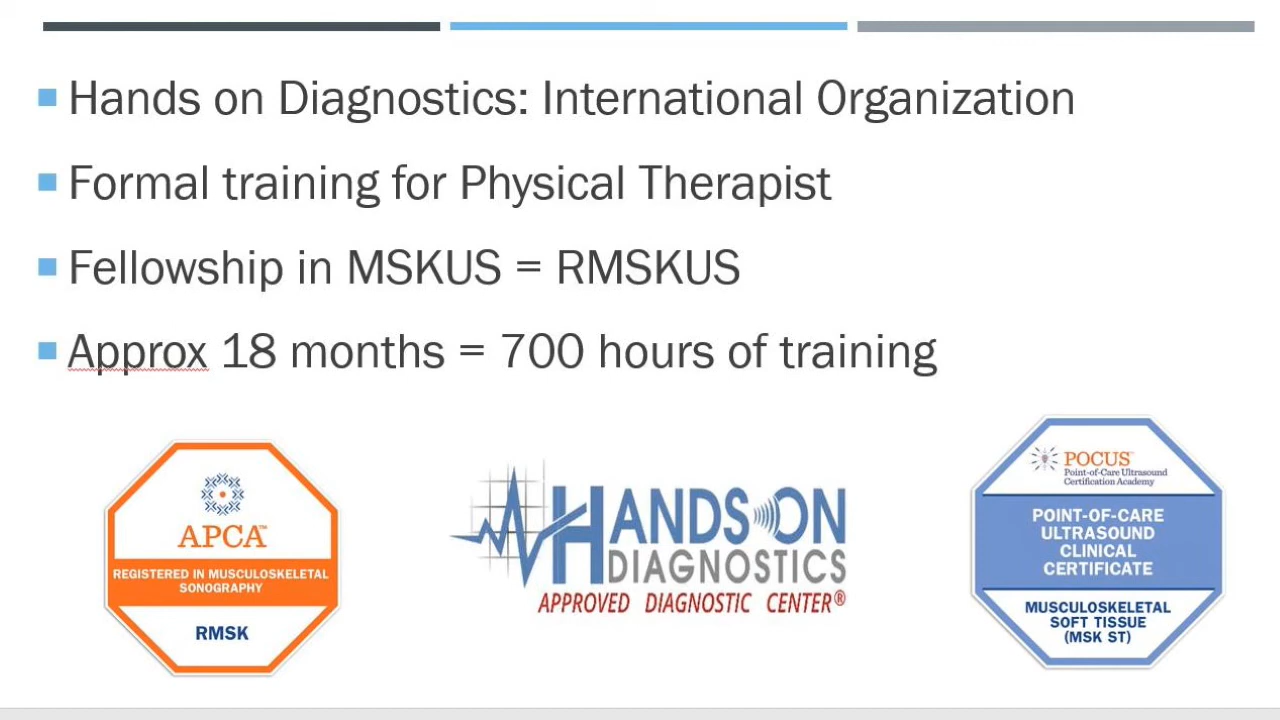 Hands on Diagnostics: International Organization
Formal training for Physical Therapist
Fellowship in MSKUS = RMSKUS
Approx 18 months = 700 hours of training
APCA™
REGISTERED IN MUSCULOSKELETAL
SONOGRAPHY
RMSK
HANDS ON
DIAGNOSTICS
APPROVED DIAGNOSTIC CENTER®
POCUS™
Point-of-Care Ultrasound
Certification Academy
POINT-OF-CARE
ULTRASOUND
CLINICAL
CERTIFICATE
MUSCULOSKELETAL
SOFT TISSUE
(MSK ST)